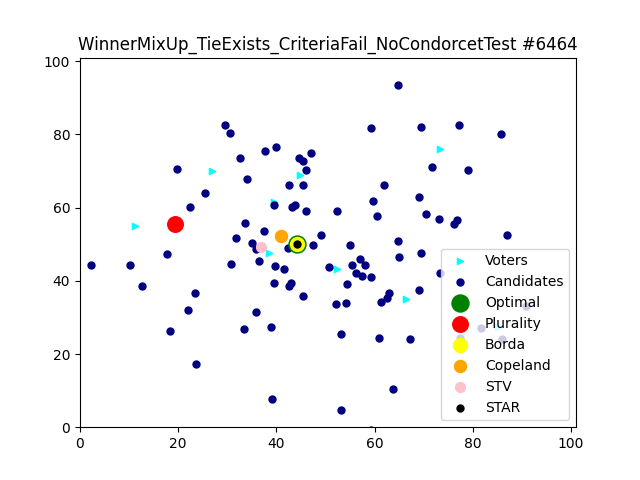 WinnerMixUp_TieExists_CriteriaFail_NoCondorcetTest #6464
100
80
60
40
20
0
0 20 40 60 80 100
Voters
Candidates
Optimal
Plurality
Borda
Copeland
STV
STAR